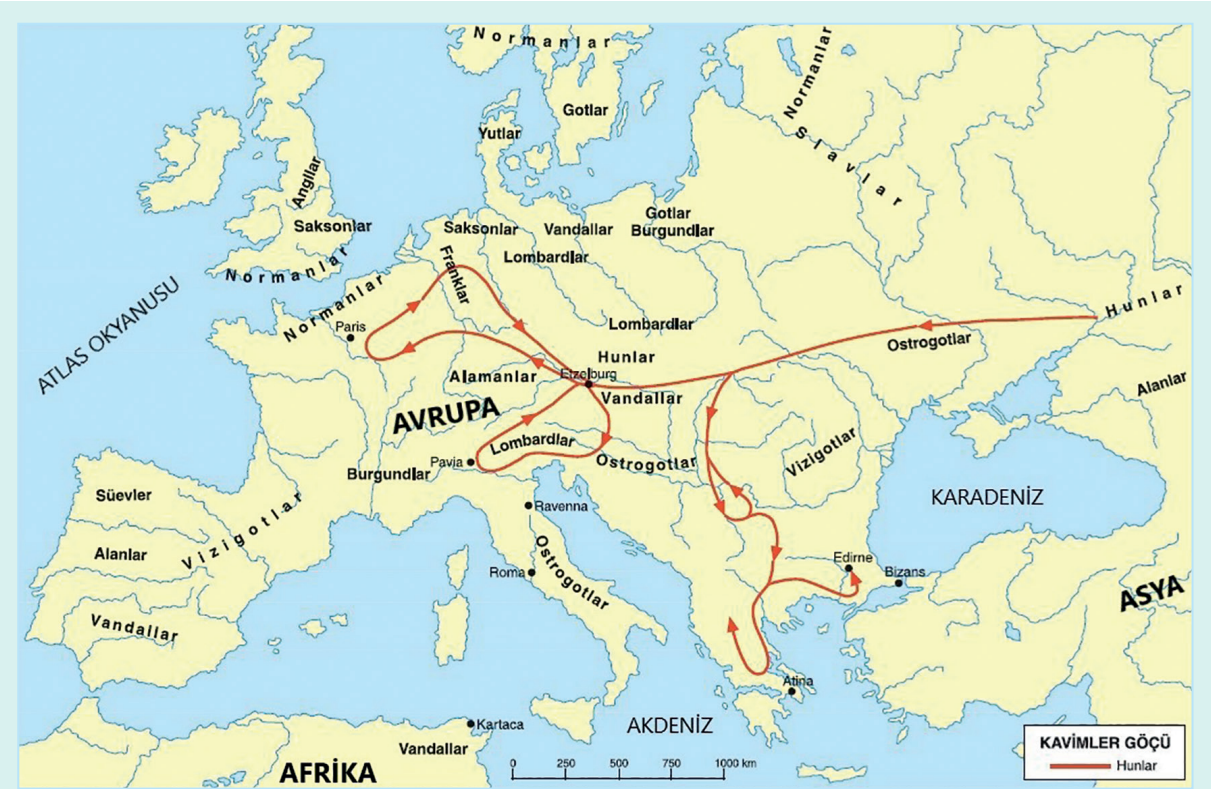 Normanlar
Gotlar
Yutlar
Normanlar
Slavlar
Angllar
Saksonlar
Saksonlar
Vandallar
Gotlar
Burgundlar
Lombardlar
Franklar
Normanlar
Normanlar
ATLAS OKYANUSU
Paris
Lombardlar
Hunlar
Ostrogotlar
Hunlar
Etzelburg
Alamanlar
Vandallar
Alanlar
AVRUPA
Lombardlar
Pavia
Burgundlar
Ostrogotlar
Vizigotlar
KARADENİZ
Süevler
Vizigotlar
Ravenna
Alanlar
Ostrogotlar
Roma
Edirne
Bizans
ASYA
Vandallar
Atina
Kartaca
AKDENİZ
Vandallar
AFRİKA
0 250 500 750 1000 km
KAVİMLER GÖÇÜ
Hunlar